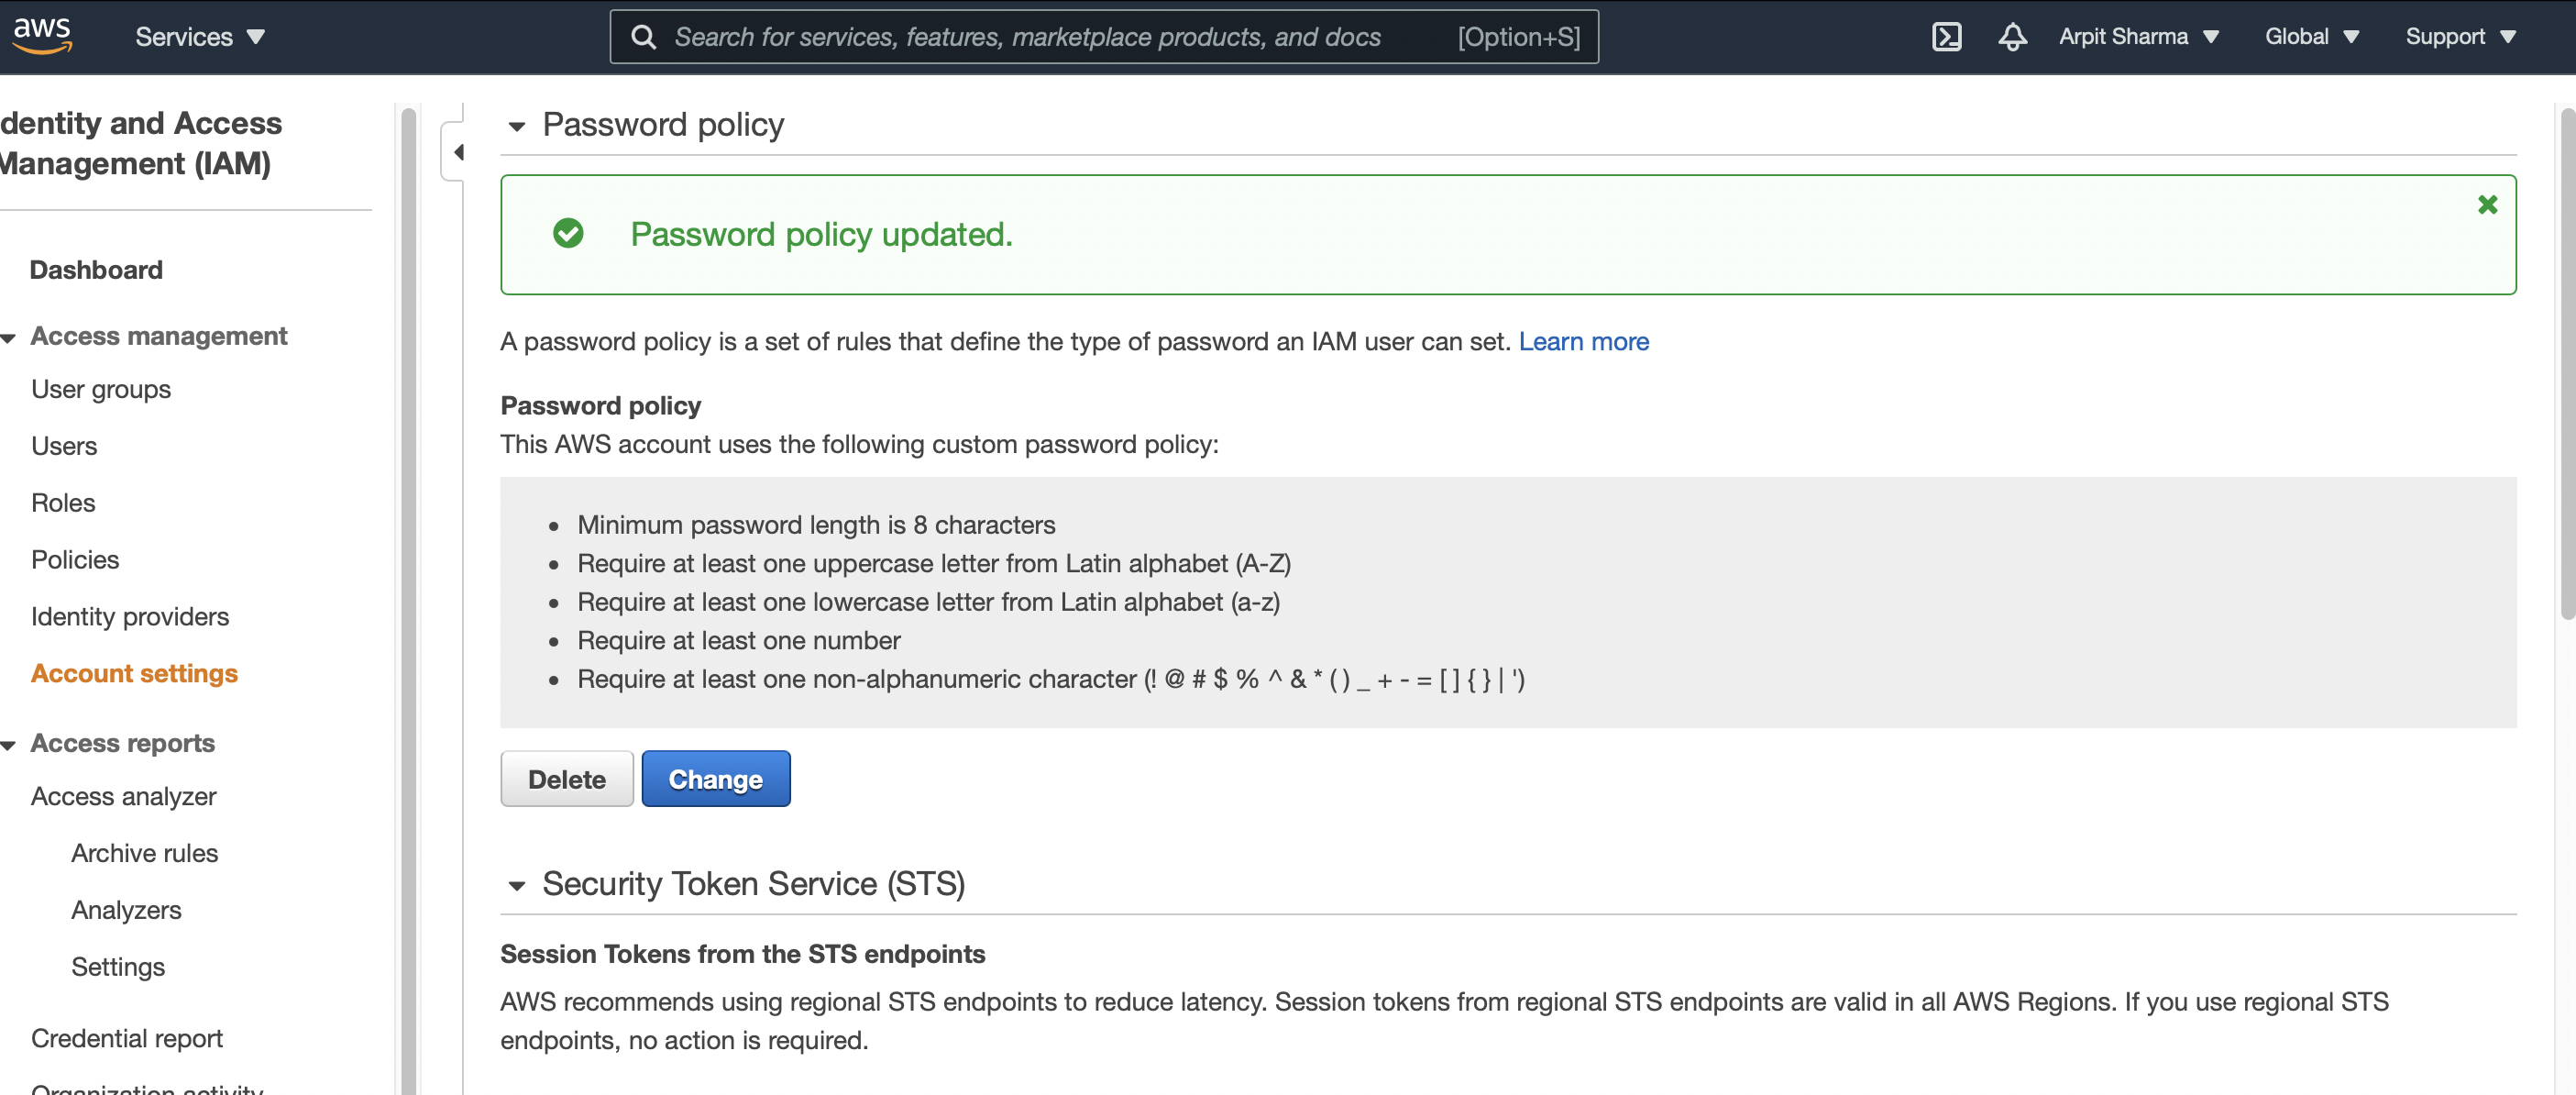 aws
Services
Search for services, features, marketplace products, and docs [Option+S]
Arpit Sharma
Global
Support
dentity and Access
Management (IAM)
Dashboard
Access management
User groups
Users
Roles
Policies
Identity providers
Account settings
Access reports
Access analyzer
Archive rules
Analyzers
Settings
Credential report
Organization activity
Password policy
Password policy updated.
A password policy is a set of rules that define the type of password an IAM user can set. Learn more
Password policy
This AWS account uses the following custom password policy:
• Minimum password length is 8 characters
• Require at least one uppercase letter from Latin alphabet (A-Z)
• Require at least one lowercase letter from Latin alphabet (a-z)
• Require at least one number
• Require at least one non-alphanumeric character (! @ # $ % ^ & * ( ) _ + - = [ ] { } | ')
Delete
Change
Security Token Service (STS)
Session Tokens from the STS endpoints
AWS recommends using regional STS endpoints to reduce latency. Session tokens from regional STS endpoints are valid in all AWS Regions. If you use regional STS
endpoints, no action is required.